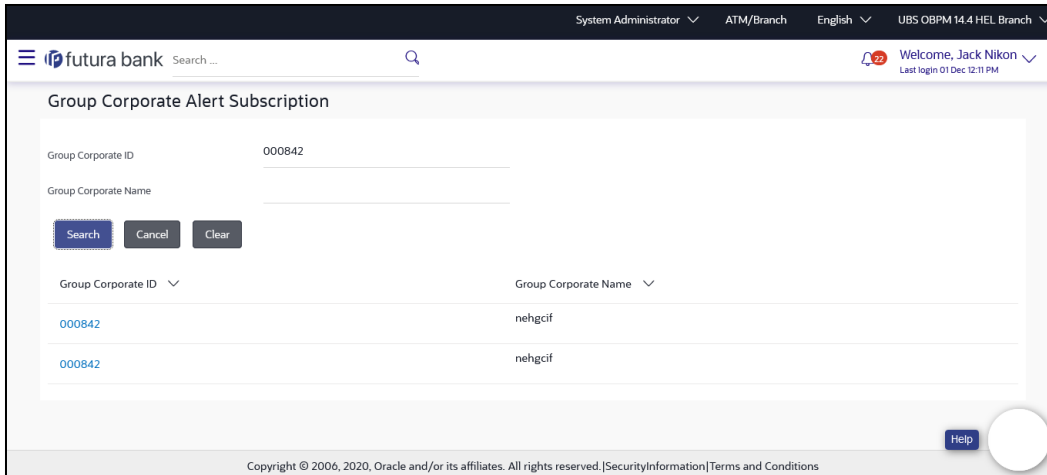 System Administrator ATM/Branch English UBS OBPM 14.4 HEL Branch
futura bank Search ... 22 Welcome, Jack Nikon
Last login 01 Dec 12:11 PM
Group Corporate Alert Subscription
Group Corporate ID 000842
Group Corporate Name
Search Cancel Clear
Group Corporate ID Group Corporate Name
000842 nehgcif
000842 nehgcif
Help
Copyright © 2006, 2020, Oracle and/or its affiliates. All rights reserved.|SecurityInformation|Terms and Conditions